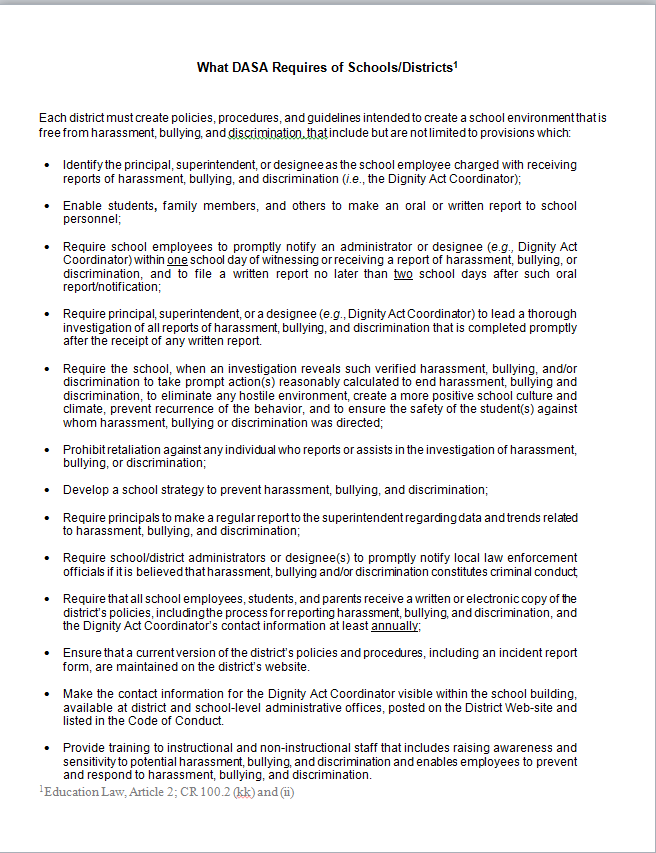 What DASA Requires of Schools/Districts¹
Each district must create policies, procedures, and guidelines intended to create a school environment that is
free from harassment, bullying, and discrimination, that include but are not limited to provisions which:
• Identify the principal, superintendent, or designee as the school employee charged with receiving
reports of harassment, bullying, and discrimination (i.e., the Dignity Act Coordinator);
• Enable students, family members, and others to make an oral or written report to school
personnel;
• Require school employees to promptly notify an administrator or designee (e.g., Dignity Act
Coordinator) within one school day of witnessing or receiving a report of harassment, bullying, or
discrimination, and to file a written report no later than two school days after such oral
report/notification;
• Require principal, superintendent, or a designee (e.g., Dignity Act Coordinator) to lead a thorough
investigation of all reports of harassment, bullying, and discrimination that is completed promptly
after the receipt of any written report.
• Require the school, when an investigation reveals such verified harassment, bullying, and/or
discrimination to take prompt action(s) reasonably calculated to end harassment, bullying and
discrimination, to eliminate any hostile environment, create a more positive school culture and
climate, prevent recurrence of the behavior, and to ensure the safety of the student(s) against
whom harassment, bullying or discrimination was directed;
• Prohibit retaliation against any individual who reports or assists in the investigation of harassment,
bullying, or discrimination;
• Develop a school strategy to prevent harassment, bullying, and discrimination;
• Require principals to make a regular report to the superintendent regarding data and trends related
to harassment, bullying, and discrimination;
• Require school/district administrators or designee(s) to promptly notify local law enforcement
officials if it is believed that harassment, bullying and/or discrimination constitutes criminal conduct;
• Require that all school employees, students, and parents receive a written or electronic copy of the
district's policies, including the process for reporting harassment, bullying, and discrimination, and
the Dignity Act Coordinator's contact information at least annually;
• Ensure that a current version of the district's policies and procedures, including an incident report
form, are maintained on the district's website.
• Make the contact information for the Dignity Act Coordinator visible within the school building,
available at district and school-level administrative offices, posted on the District Web-site and
listed in the Code of Conduct.
• Provide training to instructional and non-instructional staff that includes raising awareness and
sensitivity to potential harassment, bullying, and discrimination and enables employees to prevent
and respond to harassment, bullying, and discrimination.
¹Education Law, Article 2; CR 100.2 (kk) and (ii)